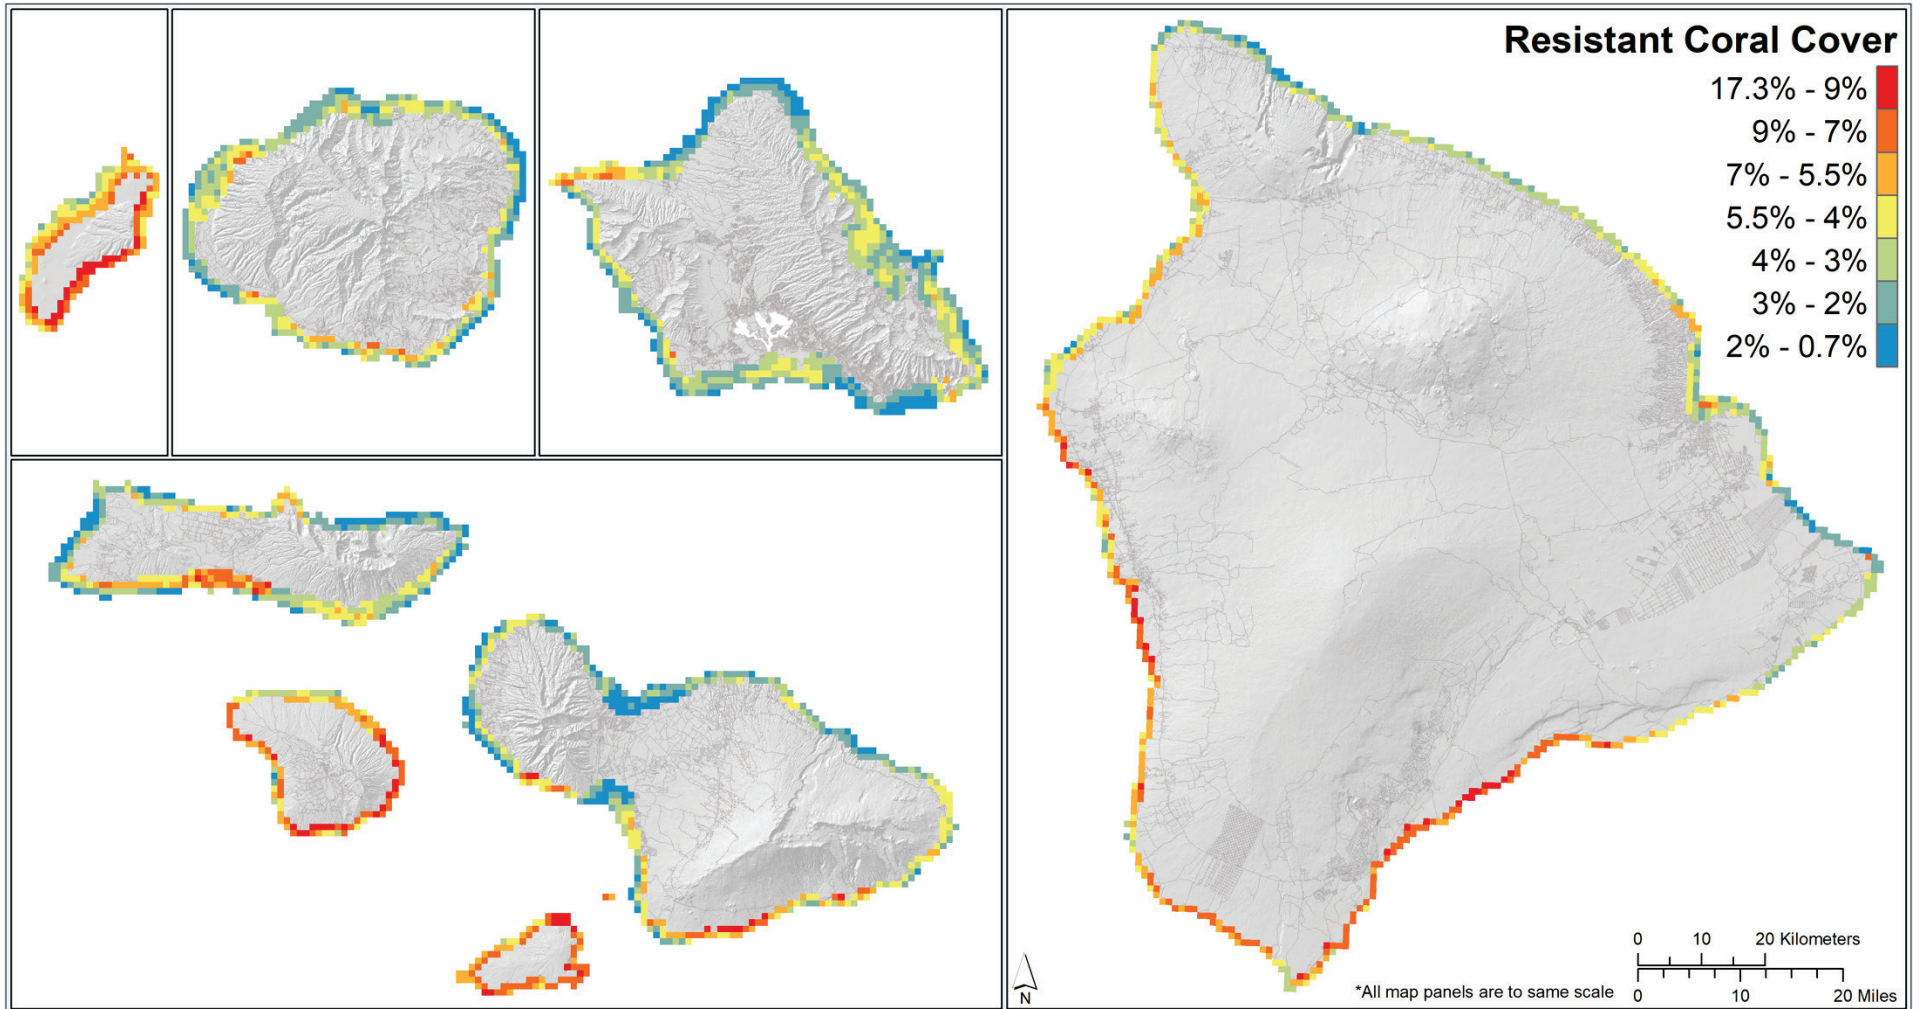 Resistant Coral Cover
17.3% - 9%
9% - 7%
7% - 5.5%
5.5% - 4%
4% - 3%
3% - 2%
2% - 0.7%
0 10 20 Kilometers
*All map panels are to same scale
0 10 20 Miles
N